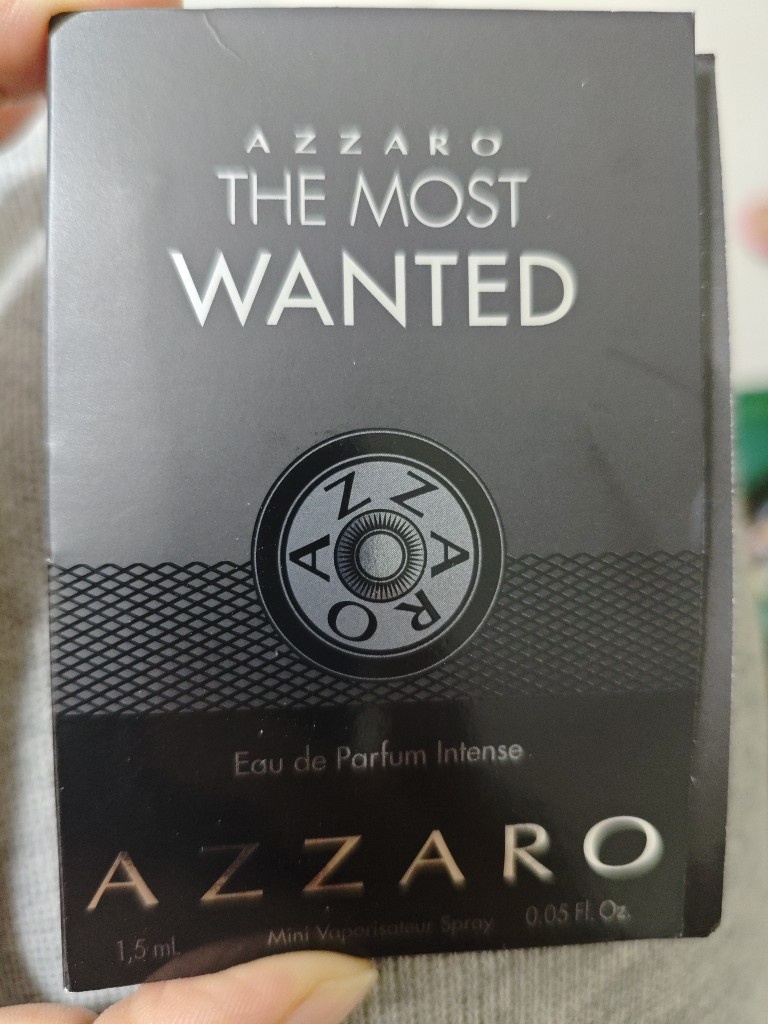 AZZARO
THE MOST
WANTED
AZZARO
Eau de Parfum Intense
AZZARO
1,5 mL Mini Vaporisateur Spray 0.05 Fl. Oz.